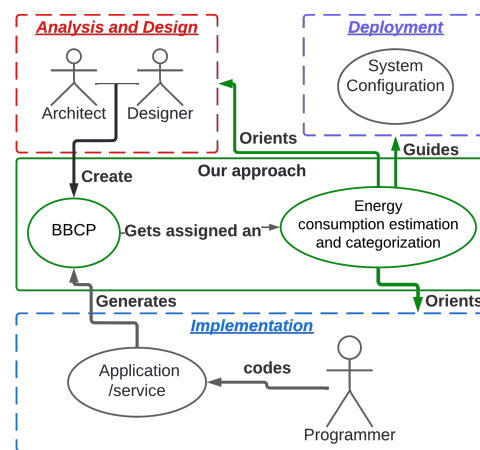 Analysis and Design
Deployment
System
Configuration
Architect
Designer
Orients
Guides
Our approach
Create
Energy
consumption estimation
and categorization
BBCP
Gets assigned an
Generates
Orients
Implementation
Application
/service
codes
Programmer